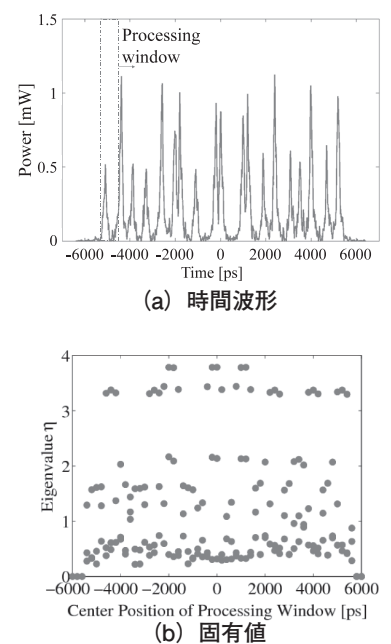 1.5
Processing
window
1
0.5
0
Power [mW]
−6000 −4000 −2000 0 2000 4000 6000
Time [ps]
(a) 時間波形
4
3
2
1
0
Eigenvalue η
−6000 −4000 −2000 0 2000 4000 6000
Center Position of Processing Window [ps]
(b) 固有値